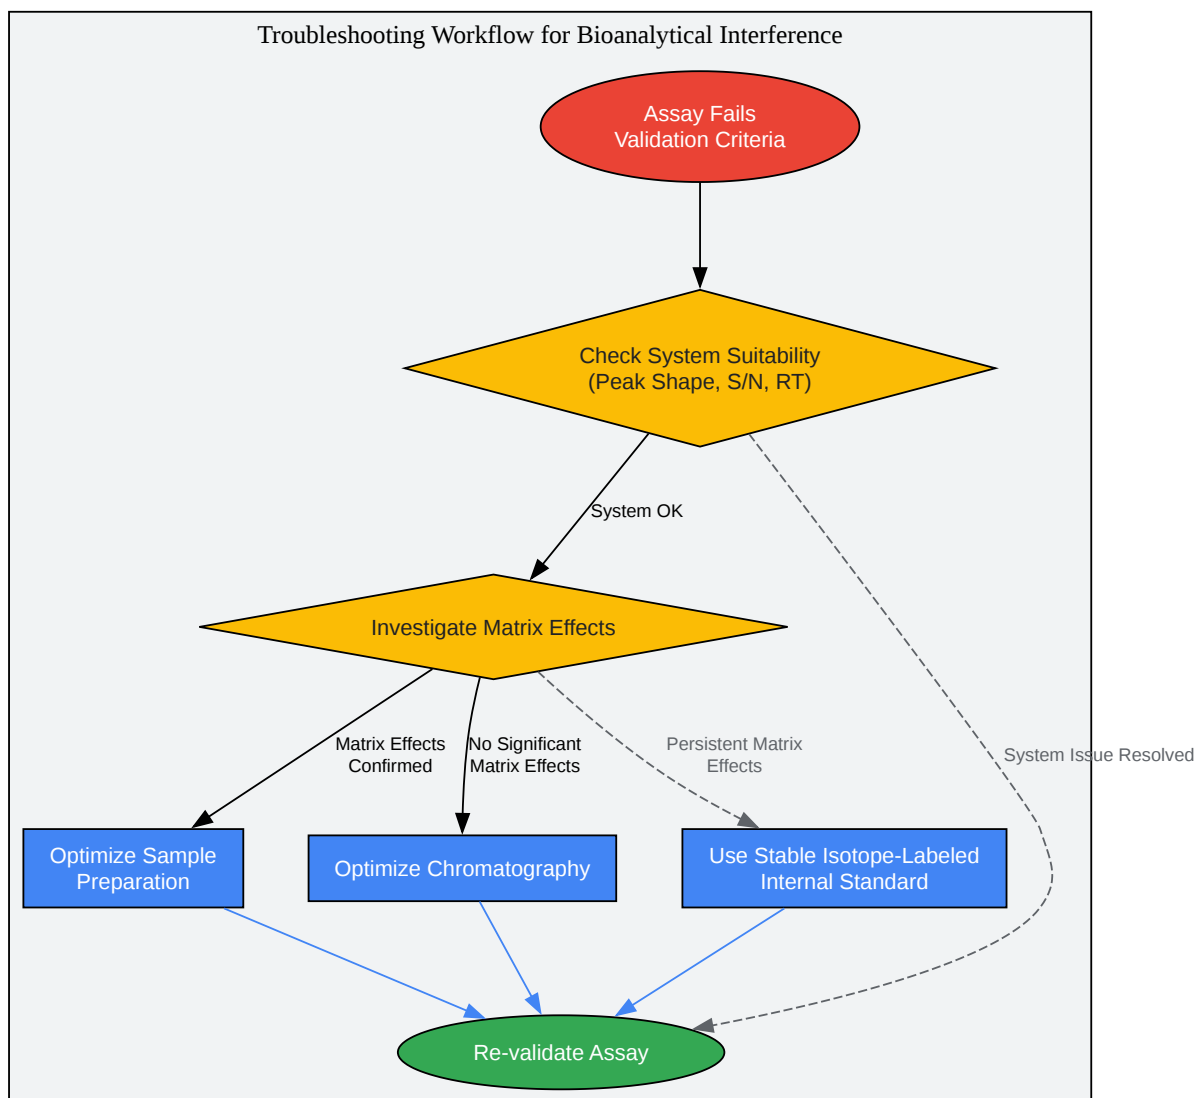 Troubleshooting Workflow for Bioanalytical Interference
Assay Fails
Validation Criteria
Check System Suitability
(Peak Shape, S/N, RT)
System OK
Investigate Matrix Effects
Matrix Effects
Confirmed
No Significant
Matrix Effects
Persistent Matrix
Effects
System Issue Resolved
Optimize Sample
Preparation
Optimize Chromatography
Use Stable Isotope-Labeled
Internal Standard
Re-validate Assay